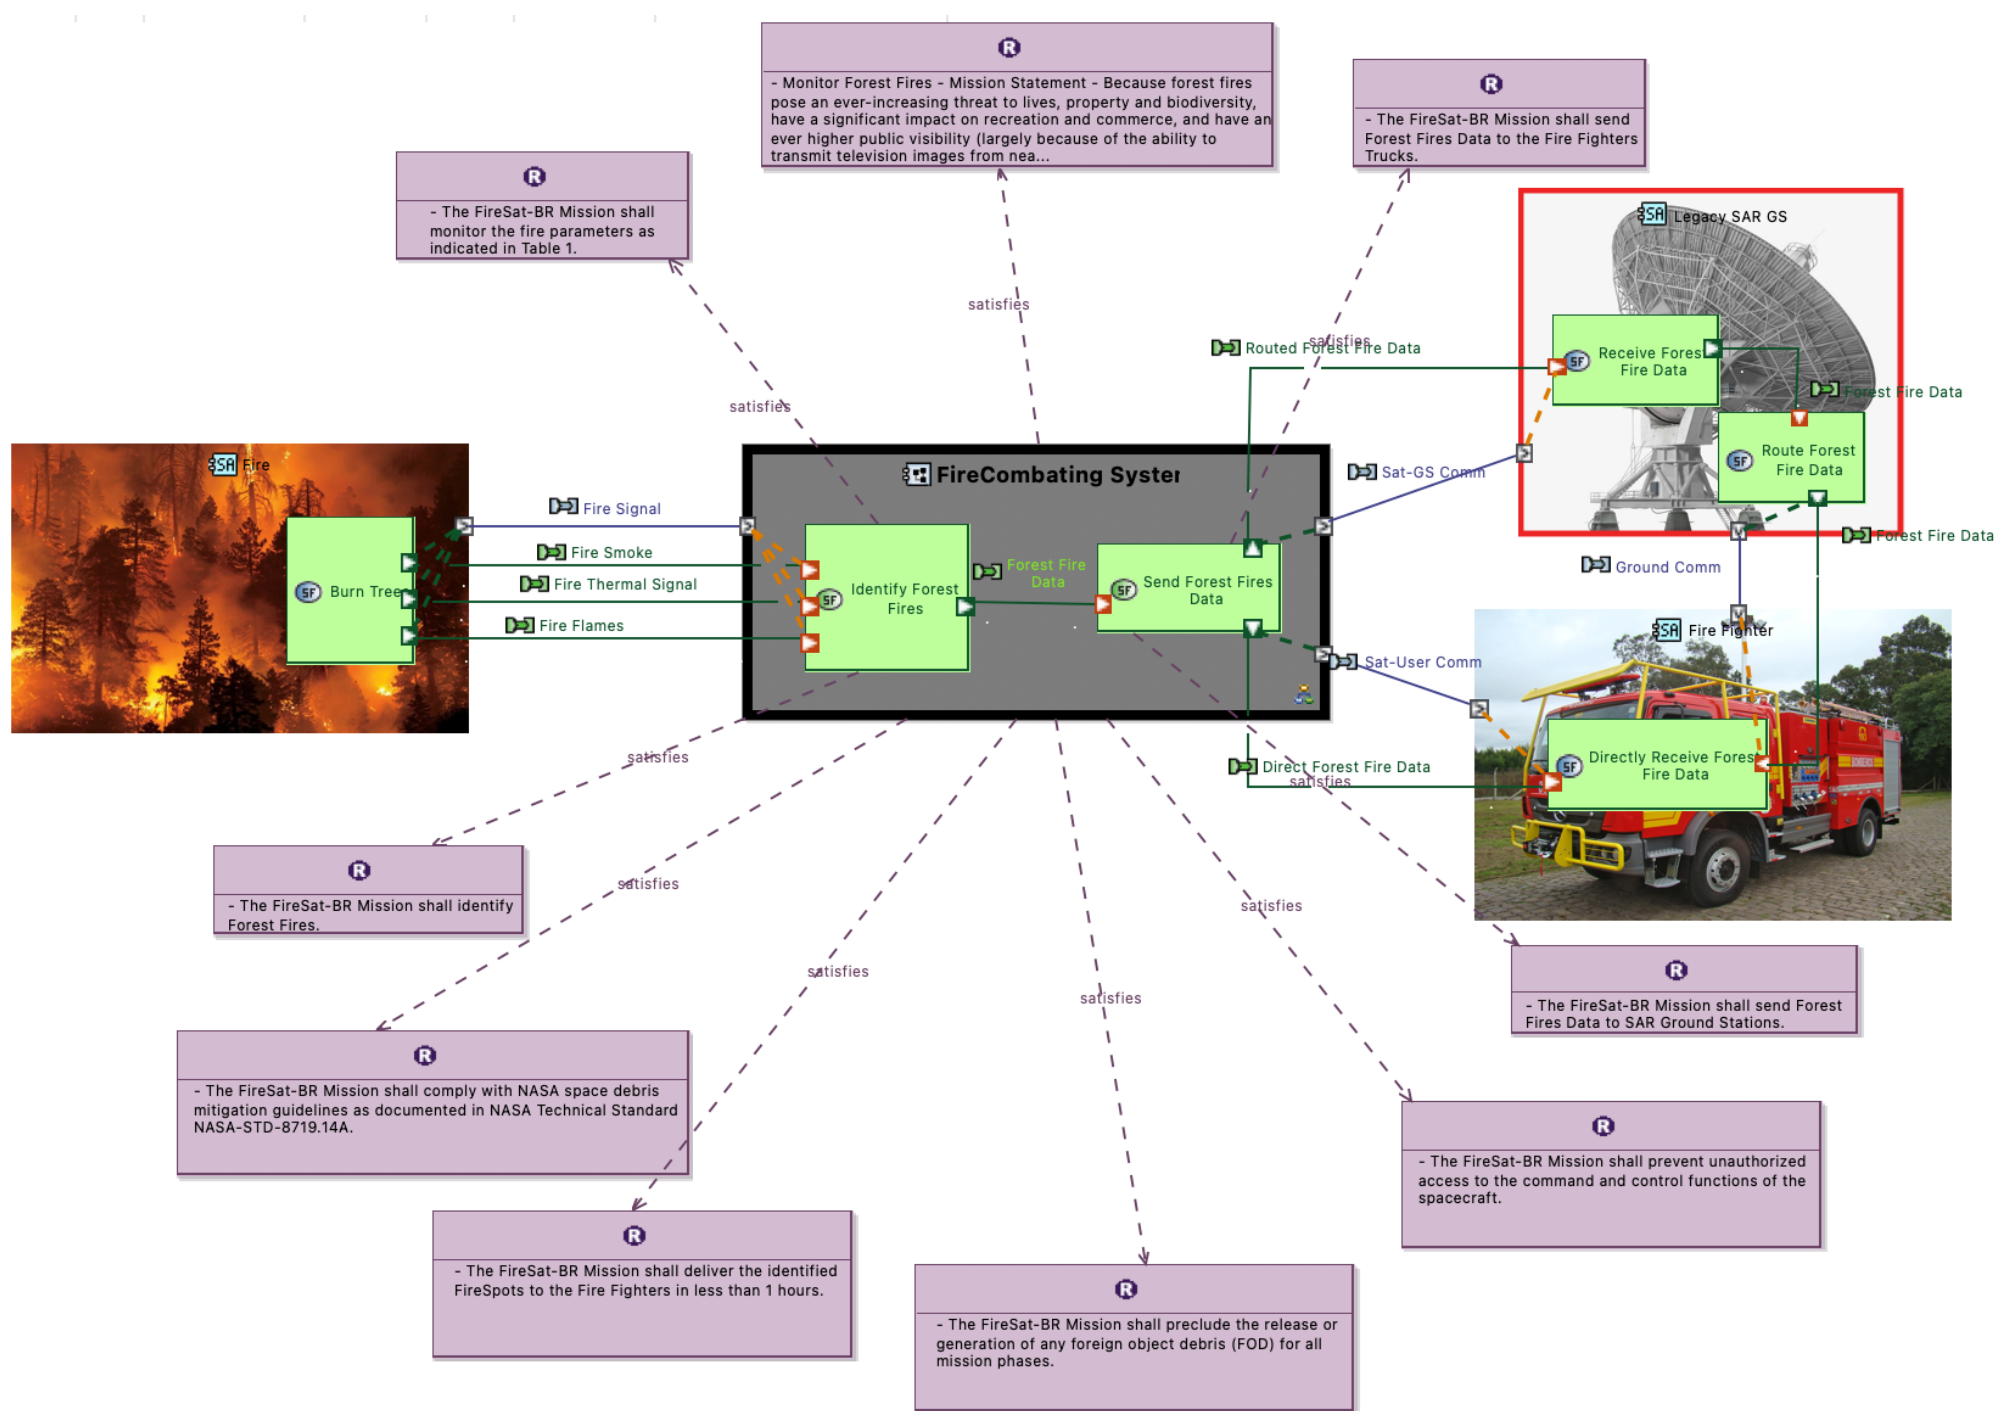 R
- Monitor Forest Fires - Mission Statement - Because forest fires
pose an ever-increasing threat to lives, property and biodiversity,
have a significant impact on recreation and commerce, and have an
ever higher public visibility (largely because of the ability to
transmit television images from nea...
R
- The FireSat-BR Mission shall send
Forest Fires Data to the Fire Fighters
Trucks.
R
- The FireSat-BR Mission shall
monitor the fire parameters as
indicated in Table 1.
satisfies
satisfies
satisfies
SA Legacy SAR GS
Routed Forest Fire Data
SF Receive Forest
Fire Data
Forest Fire Data
SF Route Forest
Fire Data
SA Fire
FireCombating Syster
Sat-GS Comm
Fire Signal
Fire Smoke
Fire Thermal Signal
Fire Flames
SF Burn Trees
SF Identify Forest
Fires
Forest Fire
Data
SF Send Forest Fires
Data
Forest Fire Data
Ground Comm
SA Fire Fighter
Sat-User Comm
SF Directly Receive Forest
Fire Data
Direct Forest Fire Data
satisfies
satisfies
R
- The FireSat-BR Mission shall identify
Forest Fires.
satisfies
satisfies
satisfies
satisfies
R
- The FireSat-BR Mission shall send Forest
Fires Data to SAR Ground Stations.
R
- The FireSat-BR Mission shall comply with NASA space debris
mitigation guidelines as documented in NASA Technical Standard
NASA-STD-8719.14A.
R
- The FireSat-BR Mission shall prevent unauthorized
access to the command and control functions of the
spacecraft.
R
- The FireSat-BR Mission shall deliver the identified
FireSpots to the Fire Fighters in less than 1 hours.
R
- The FireSat-BR Mission shall preclude the release or
generation of any foreign object debris (FOD) for all
mission phases.